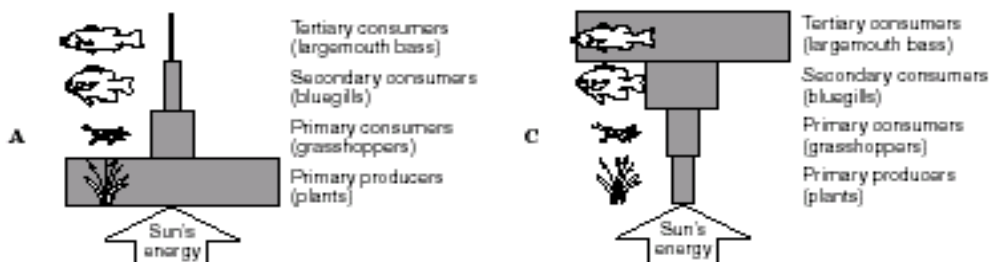 Tertiary consumers
(largemouth bass)
Secondary consumers
(bluegills)
A
Primary consumers
(grasshoppers)
Primary producers
(plants)
Sun's
energy
Tertiary consumers
(largemouth bass)
Secondary consumers
(bluegills)
C
Primary consumers
(grasshoppers)
Primary producers
(plants)
Sun's
energy